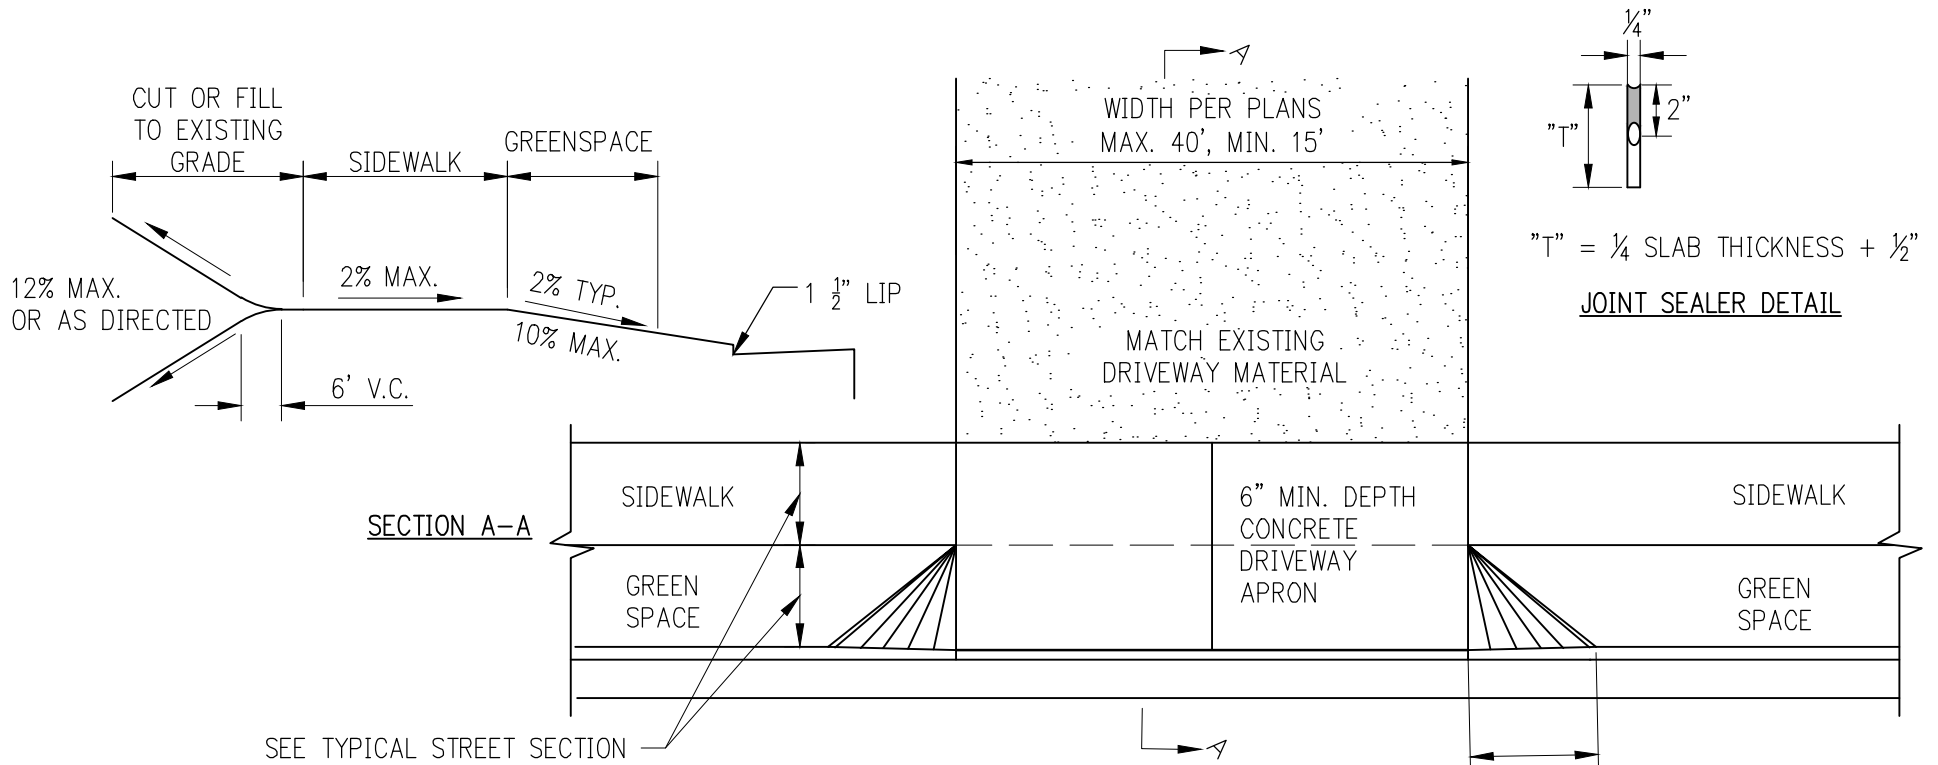 CUT OR FILL
TO EXISTING
GRADE
SIDEWALK
GREENSPACE
12% MAX.
OR AS DIRECTED
2% MAX.
2% TYP.
10% MAX.
1 1/2" LIP
6' V.C.
SECTION A-A
A
WIDTH PER PLANS
MAX. 40', MIN. 15'
MATCH EXISTING
DRIVEWAY MATERIAL
1/4"
"T"
2"
"T" = 1/4 SLAB THICKNESS + 1/2"
JOINT SEALER DETAIL
SIDEWALK
GREEN
SPACE
6" MIN. DEPTH
CONCRETE
DRIVEWAY
APRON
SIDEWALK
GREEN
SPACE
SEE TYPICAL STREET SECTION
A